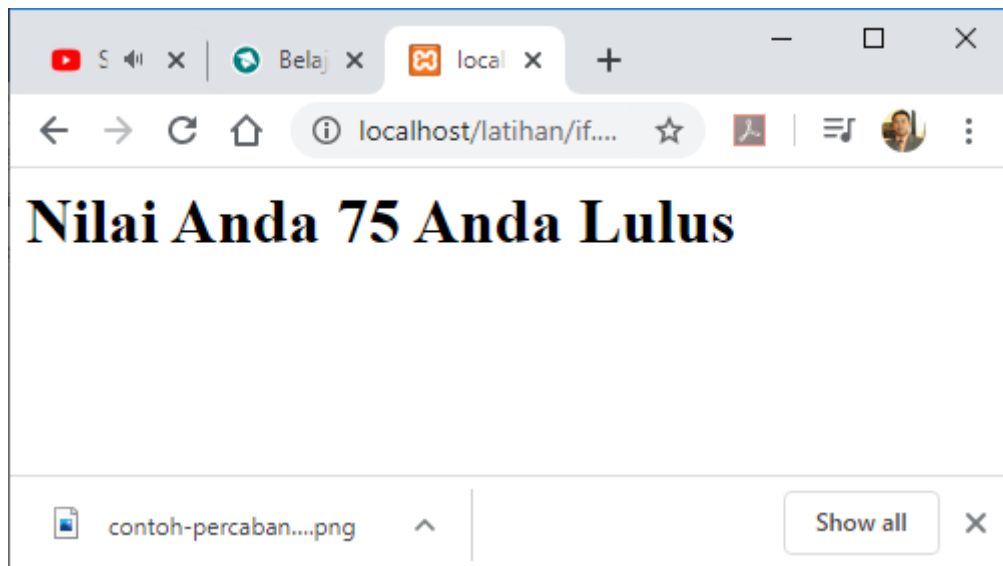 S
Belaj
local
localhost/latihan/if....
Nilai Anda 75 Anda Lulus
contoh-percaban....png
Show all